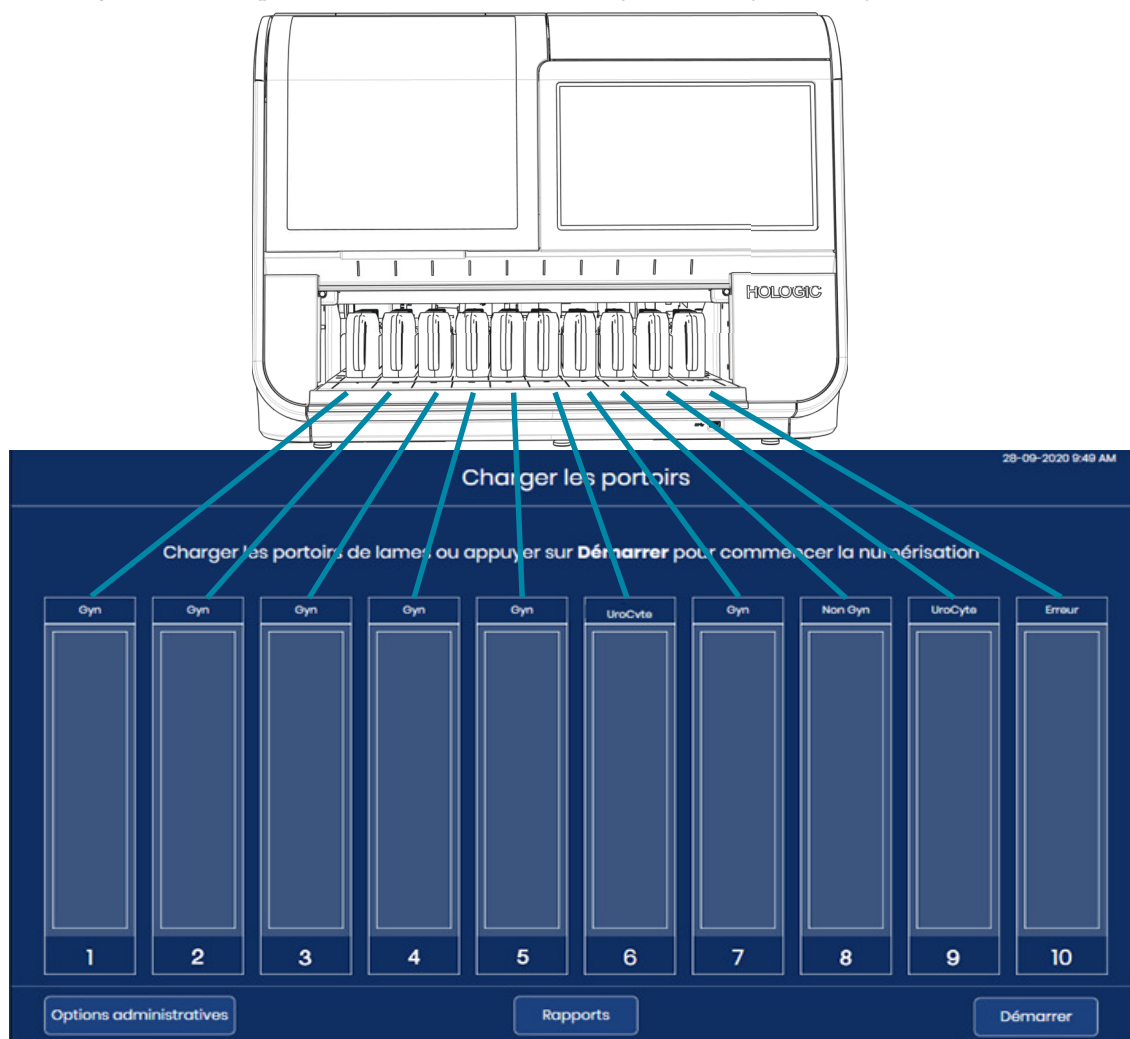 HOLOGIC
28-09-2020 9:49 AM
Charger les portoirs
Charger les portoirs de lames ou appuyer sur Démarrer pour commencer la numérisation
Gyn Gyn Gyn Gyn Gyn UroCyte Gyn Non Gyn UroCyte Erreur
1 2 3 4 5 6 7 8 9 10
Options administratives Rapports Démarrer